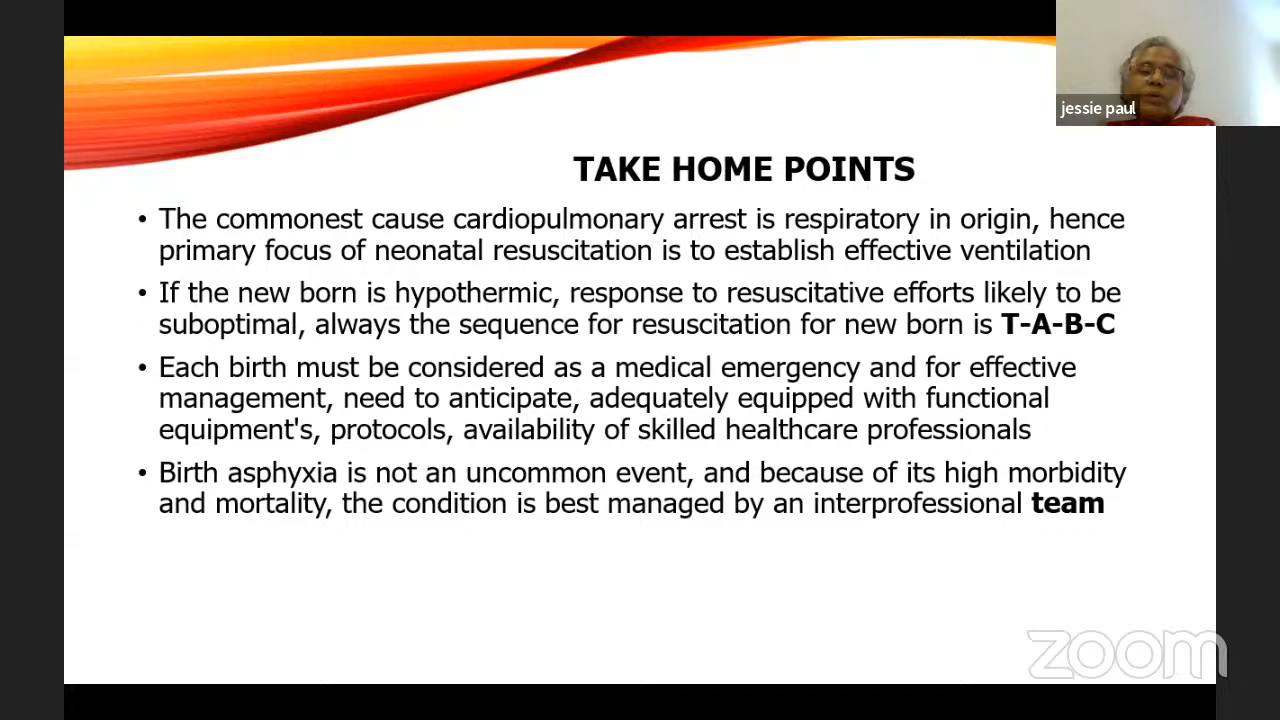 jessie paul
TAKE HOME POINTS
• The commonest cause cardiopulmonary arrest is respiratory in origin, hence
primary focus of neonatal resuscitation is to establish effective ventilation
• If the new born is hypothermic, response to resuscitative efforts likely to be
suboptimal, always the sequence for resuscitation for new born is T-A-B-C
• Each birth must be considered as a medical emergency and for effective
management, need to anticipate, adequately equipped with functional
equipment's, protocols, availability of skilled healthcare professionals
• Birth asphyxia is not an uncommon event, and because of its high morbidity
and mortality, the condition is best managed by an interprofessional team
zoom